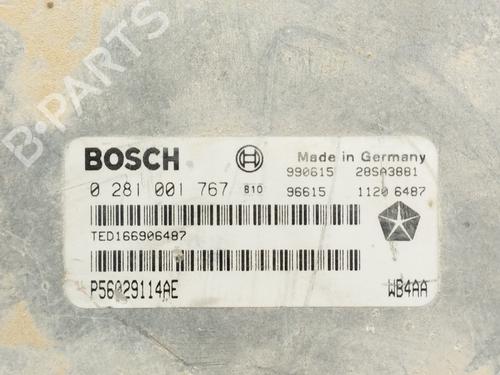 B-PARTS
BOSCH
Made in Germany
990615 28SA3881
0 281 001 767 810 96615 1120 6487
TED166906487
P56029114AE WB4AA